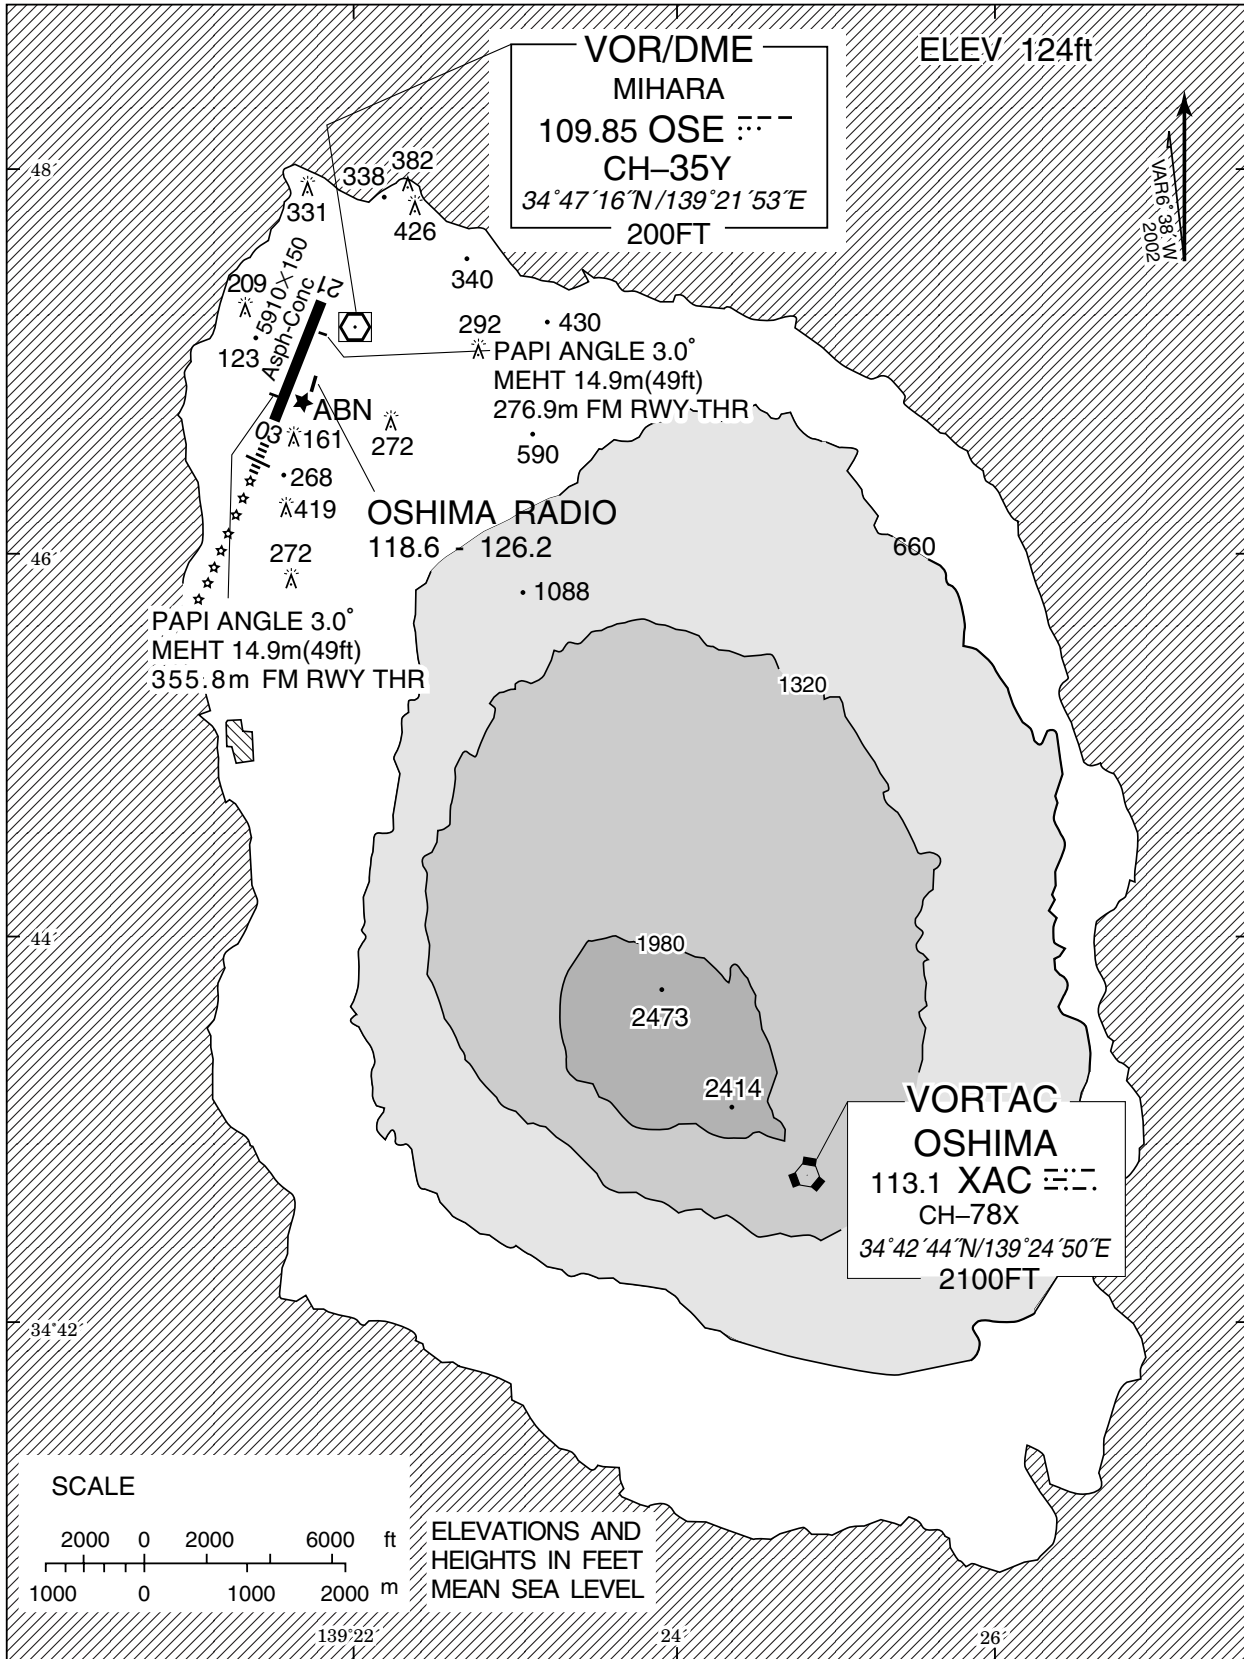 ELEV 124ft
VOR/DME
MIHARA
109.85 OSE
CH–35Y
34°47´16˝N/139°21´53˝E
200FT
VAR6°38´W
2002
48´
338
382
331
426
340
209
5910×150
Asph-Conc
21
123
292
430
PAPI ANGLE 3.0°
MEHT 14.9m(49ft)
276.9m FM RWY THR
ABN
03
161
272
590
268
419
OSHIMA RADIO
118.6 - 126.2
660
46´
272
1088
PAPI ANGLE 3.0°
MEHT 14.9m(49ft)
355.8m FM RWY THR
1320
44´
1980
2473
2414
VORTAC
OSHIMA
113.1 XAC
CH–78X
34°42´44˝N/139°24´50˝E
2100FT
34°42´
SCALE
2000 0 2000 6000 ft
1000 0 1000 2000 m
ELEVATIONS AND
HEIGHTS IN FEET
MEAN SEA LEVEL
139°22´
24´
26´